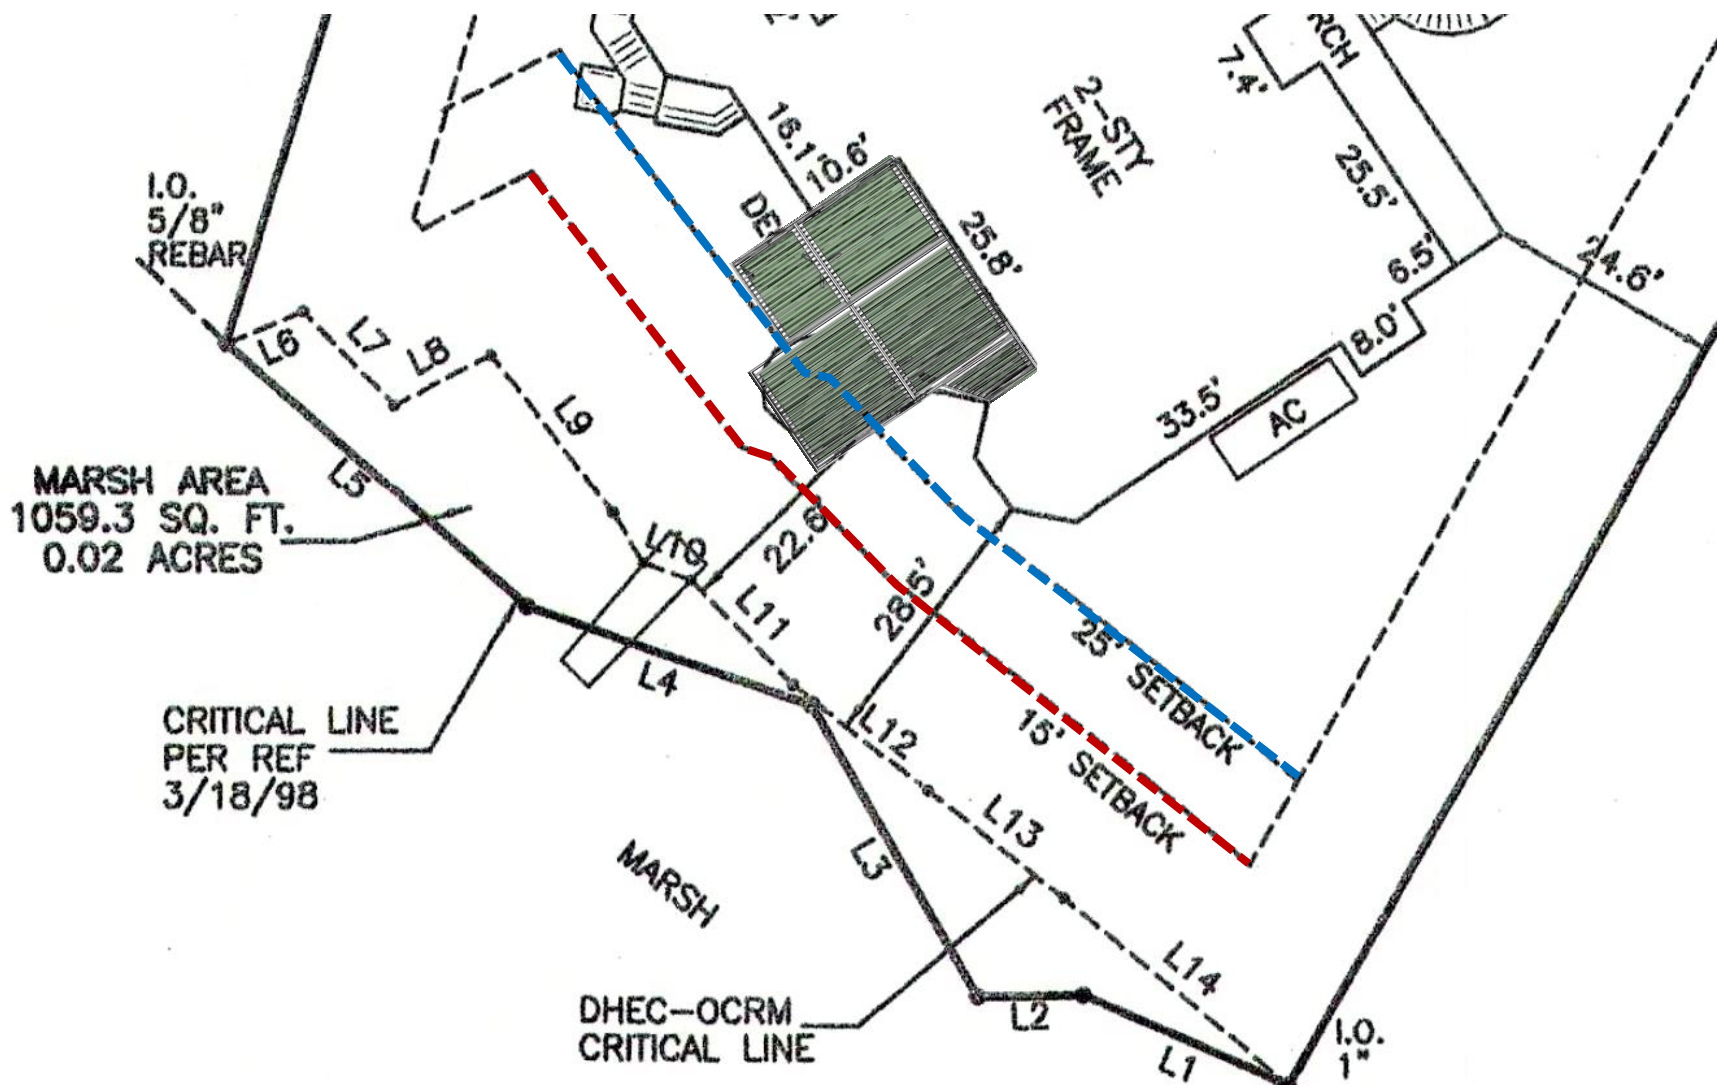 RCH
7.4'
2-STY
FRAME
16.1'
10.6'
DE
25.8'
25.5'
6.5'
24.6'
8.0'
33.5'
AC
I.O.
5/8"
REBAR
L6
L7
L8
L9
L5
MARSH AREA
1059.3 SQ. FT.
0.02 ACRES
L10
22.6
L11
28.5'
L4
25' SETBACK
15' SETBACK
CRITICAL LINE
PER REF
3/18/98
L12
L13
L3
MARSH
L14
DHEC-OCRM
CRITICAL LINE
L2
L1
I.O.
1"